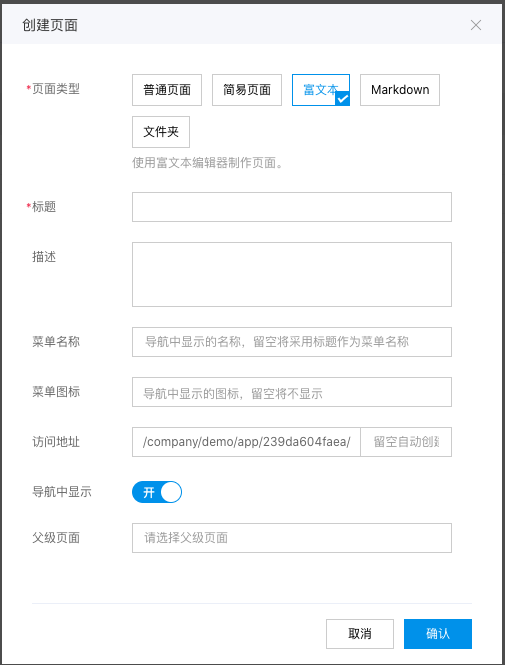 创建页面
*页面类型
普通页面 简易页面 富文本 Markdown
文件夹
使用富文本编辑器制作页面。
*标题
描述
菜单名称 导航中显示的名称，留空将采用标题作为菜单名称
菜单图标 导航中显示的图标，留空将不显示
访问地址 /company/demo/app/239da604faea/ 留空自动创建
导航中显示 开
父级页面 请选择父级页面
取消 确认